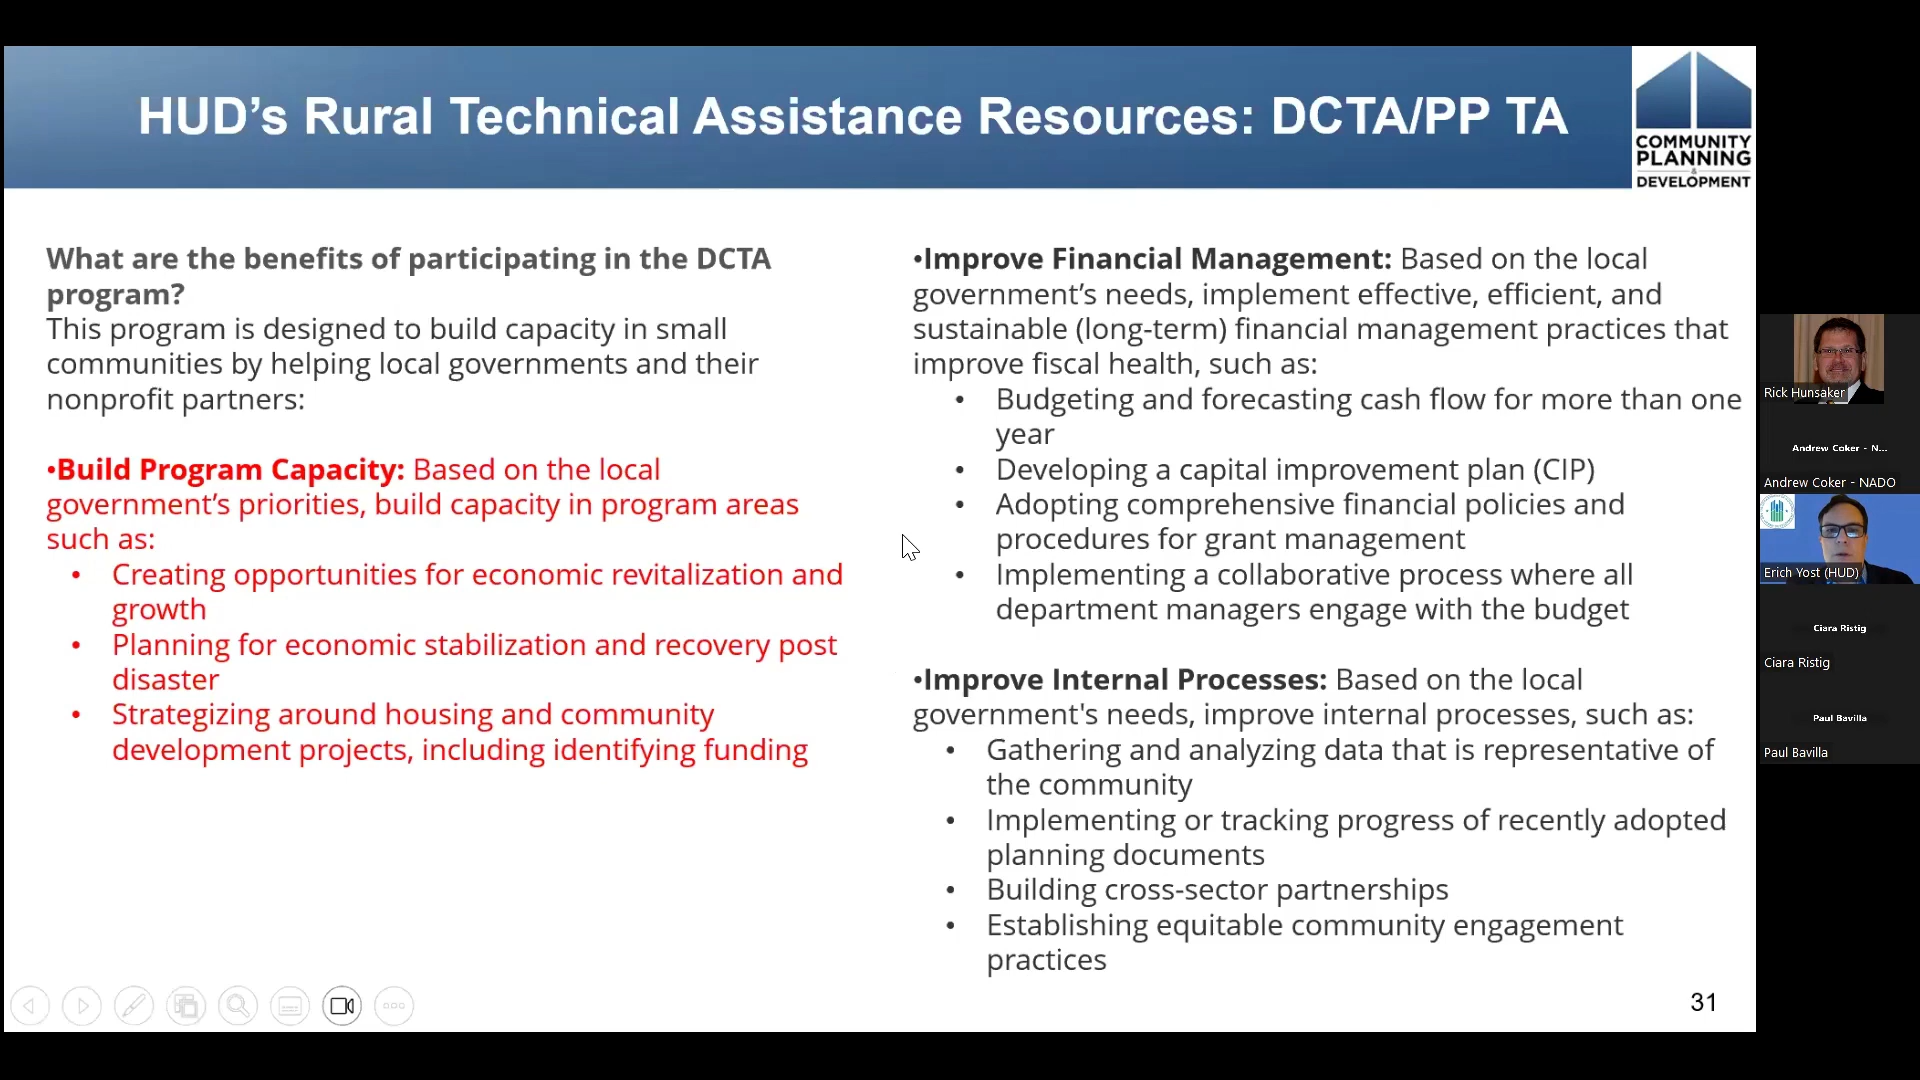 HUD’s Rural Technical Assistance Resources: DCTA/PP TA
COMMUNITY
PLANNING
&
DEVELOPMENT
What are the benefits of participating in the DCTA
program?
This program is designed to build capacity in small
communities by helping local governments and their
nonprofit partners:
•Build Program Capacity: Based on the local
government’s priorities, build capacity in program areas
such as:
• Creating opportunities for economic revitalization and
growth
• Planning for economic stabilization and recovery post
disaster
• Strategizing around housing and community
development projects, including identifying funding
•Improve Financial Management: Based on the local
government’s needs, implement effective, efficient, and
sustainable (long-term) financial management practices that
improve fiscal health, such as:
• Budgeting and forecasting cash flow for more than one
year
• Developing a capital improvement plan (CIP)
• Adopting comprehensive financial policies and
procedures for grant management
• Implementing a collaborative process where all
department managers engage with the budget
•Improve Internal Processes: Based on the local
government's needs, improve internal processes, such as:
• Gathering and analyzing data that is representative of
the community
• Implementing or tracking progress of recently adopted
planning documents
• Building cross-sector partnerships
• Establishing equitable community engagement
practices
31
Rick Hunsaker
Andrew Coker - N...
Andrew Coker - NADO
Erich Yost (HUD)
Ciara Ristig
Ciara Ristig
Paul Bavilla
Paul Bavilla